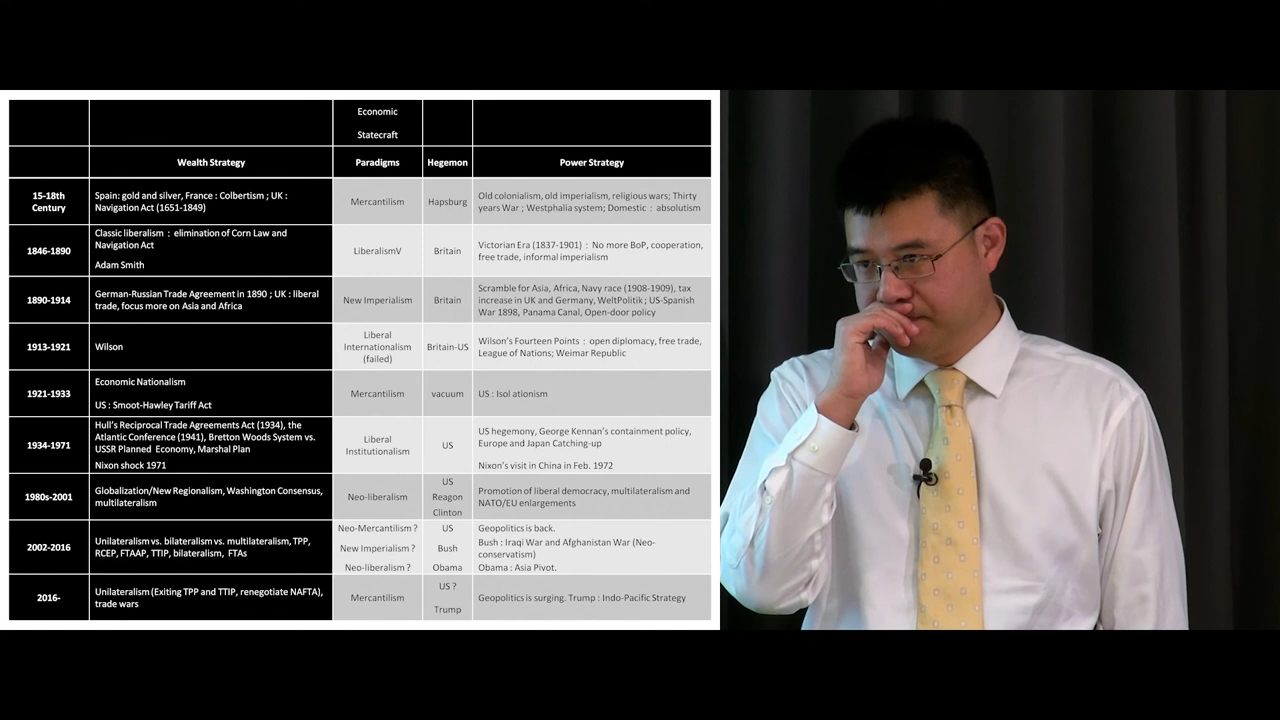 Economic
Statecraft
Wealth Strategy
Paradigms
Hegemon
Power Strategy
15-18th
Century
Spain: gold and silver, France : Colbertism ; UK :
Navigation Act (1651-1849)
Mercantilism
Hapsburg
Old colonialism, old imperialism, religious wars; Thirty
years War ; Westphalia system; Domestic : absolutism
1846-1890
Classic liberalism : elimination of Corn Law and
Navigation Act
Adam Smith
LiberalismV
Britain
Victorian Era (1837-1901) : No more BoP, cooperation,
free trade, informal imperialism
1890-1914
German-Russian Trade Agreement in 1890 ; UK : liberal
trade, focus more on Asia and Africa
New Imperialism
Britain
Scramble for Asia, Africa, Navy race (1908-1909), tax
increase in UK and Germany, WeltPolitik ; US-Spanish
War 1898, Panama Canal, Open-door policy
1913-1921
Wilson
Liberal
Internationalism
(failed)
Britain-US
Wilson's Fourteen Points : open diplomacy, free trade,
League of Nations; Weimar Republic
1921-1933
Economic Nationalism
US : Smoot-Hawley Tariff Act
Mercantilism
vacuum
US : Isol ationism
1934-1971
Hull's Reciprocal Trade Agreements Act (1934), the
Atlantic Conference (1941), Bretton Woods System vs.
USSR Planned Economy, Marshal Plan
Nixon shock 1971
Liberal
Institutionalism
US
US hegemony, George Kennan's containment policy,
Europe and Japan Catching-up
Nixon's visit in China in Feb. 1972
1980s-2001
Globalization/New Regionalism, Washington Consensus,
multilateralism
Neo-liberalism
US
Reagon
Clinton
Promotion of liberal democracy, multilateralism and
NATO/EU enlargements
2002-2016
Unilateralism vs. bilateralism vs. multilateralism, TPP,
RCEP, FTAAP, TTIP, bilateralism, FTAs
Neo-Mercantilism ?
New Imperialism ?
Neo-liberalism ?
US
Bush
Obama
Geopolitics is back.
Bush : Iraqi War and Afghanistan War (Neo-
conservatism)
Obama : Asia Pivot.
2016-
Unilateralism (Exiting TPP and TTIP, renegotiate NAFTA),
trade wars
Mercantilism
US ?
Trump
Geopolitics is surging. Trump : Indo-Pacific Strategy